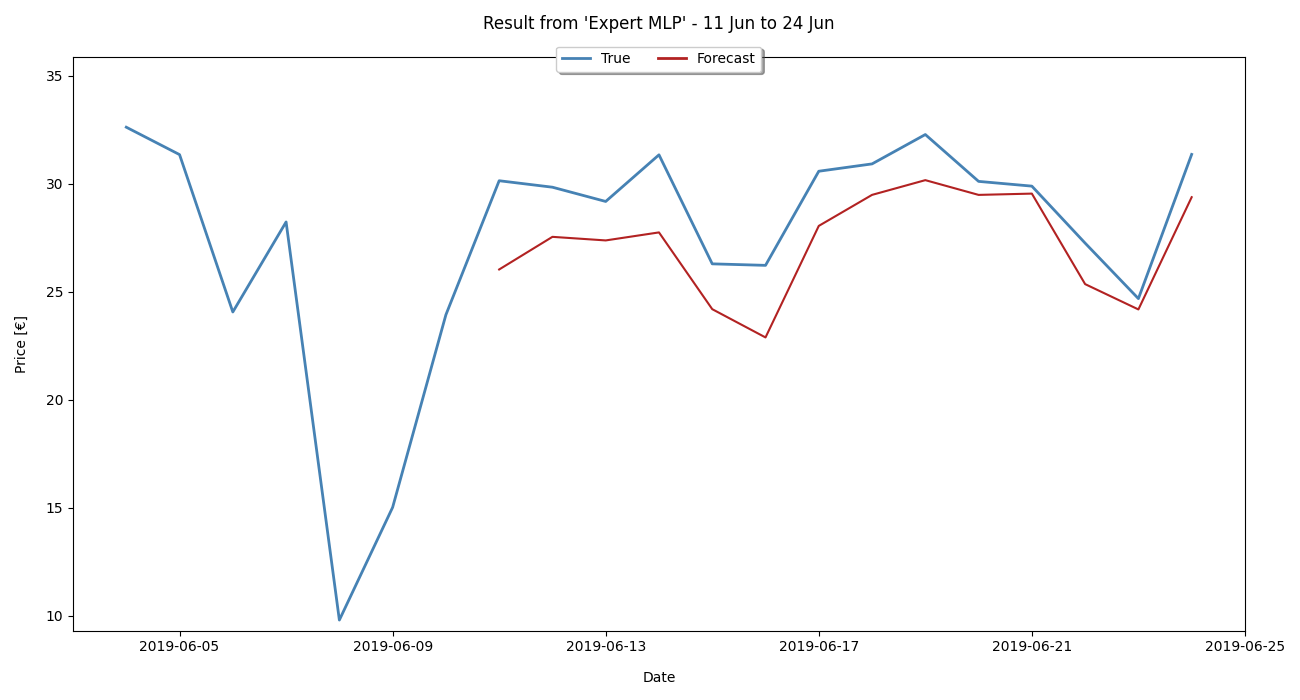 Result from 'Expert MLP' - 11 Jun to 24 Jun
True Forecast
35
30
25
20
15
10
Price [€]
2019-06-05 2019-06-09 2019-06-13 2019-06-17 2019-06-21 2019-06-25
Date